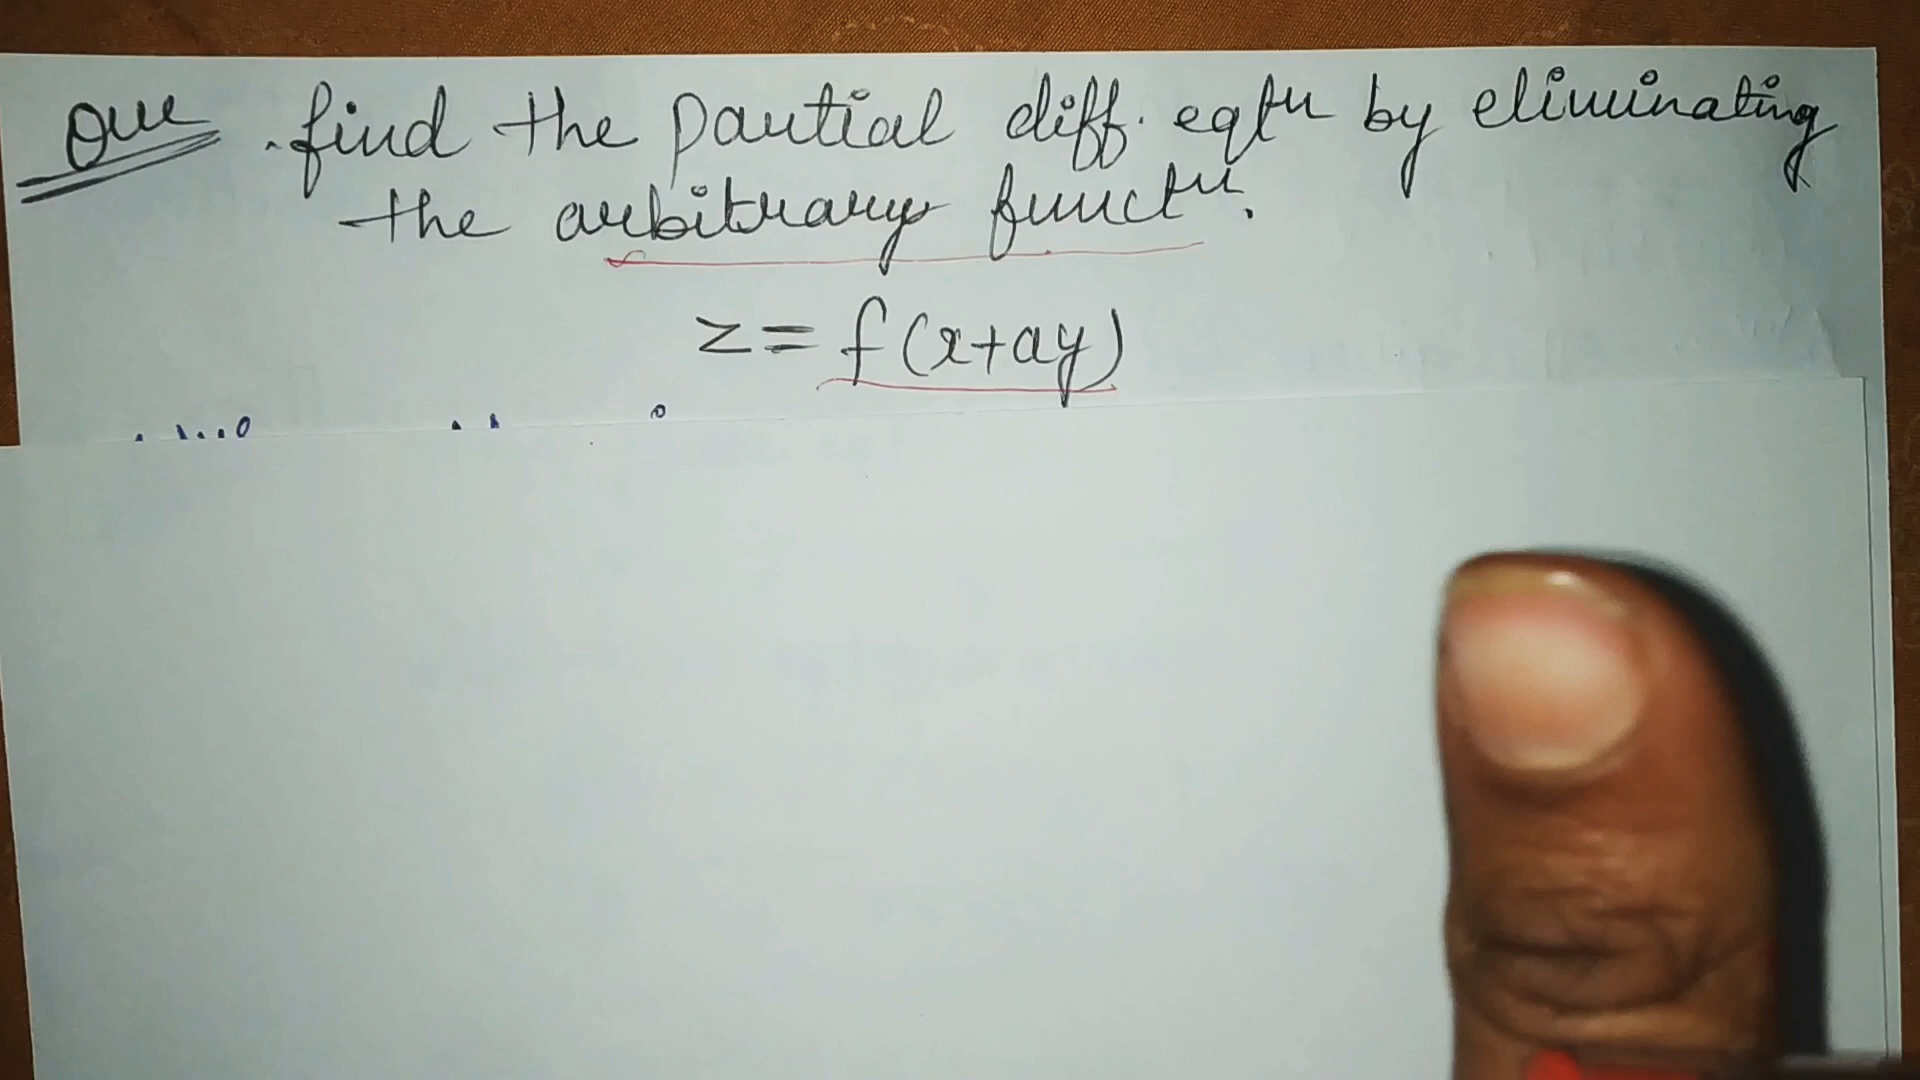 Que find the partial diff. eqtn by eliminating
the arbitrary functn.
z = f(x+ay)